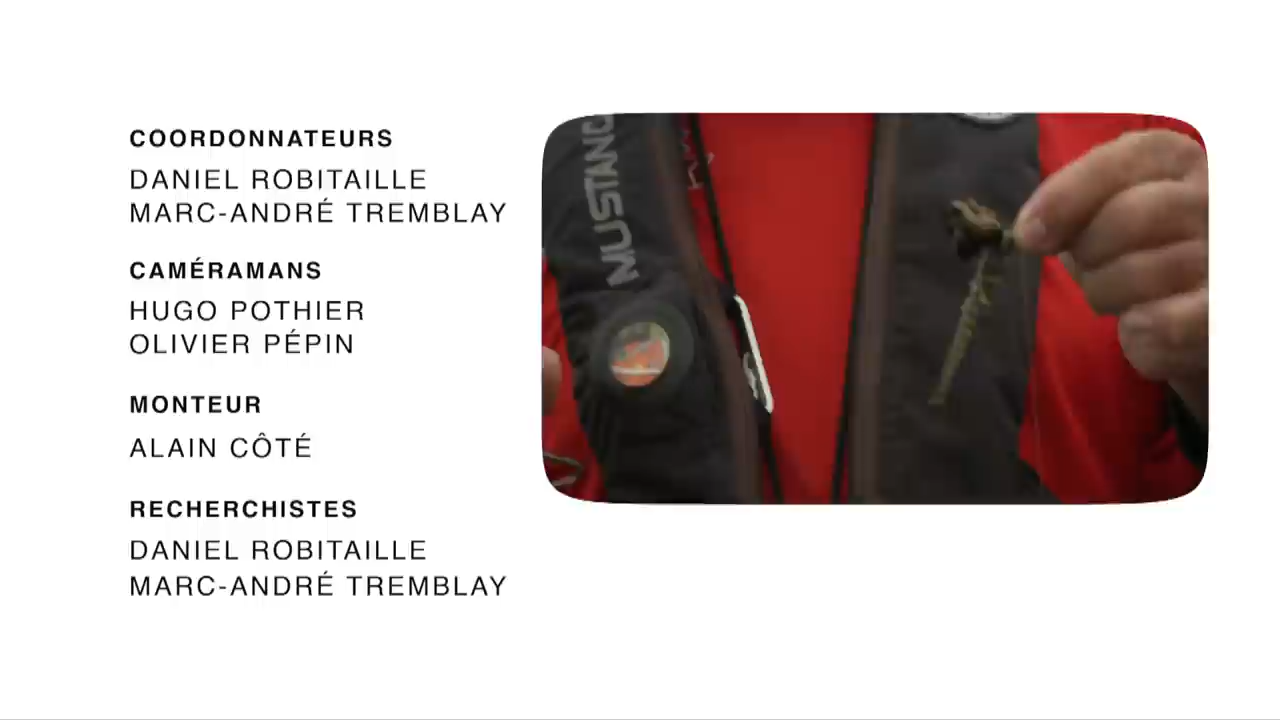 COORDONNATEURS
DANIEL ROBITAILLE
MARC-ANDRÉ TREMBLAY
CAMÉRAMANS
HUGO POTHIER
OLIVIER PÉPIN
MONTEUR
ALAIN CÔTÉ
RECHERCHISTES
DANIEL ROBITAILLE
MARC-ANDRÉ TREMBLAY
MUSTANG